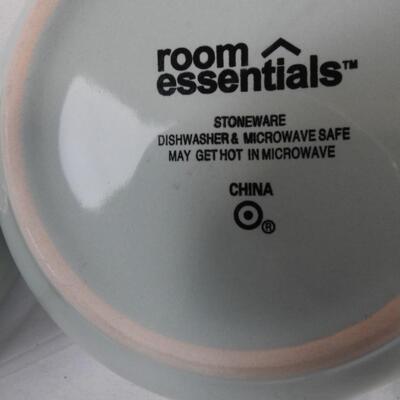 room
essentials™
STONEWARE
DISHWASHER & MICROWAVE SAFE
MAY GET HOT IN MICROWAVE
CHINA
®